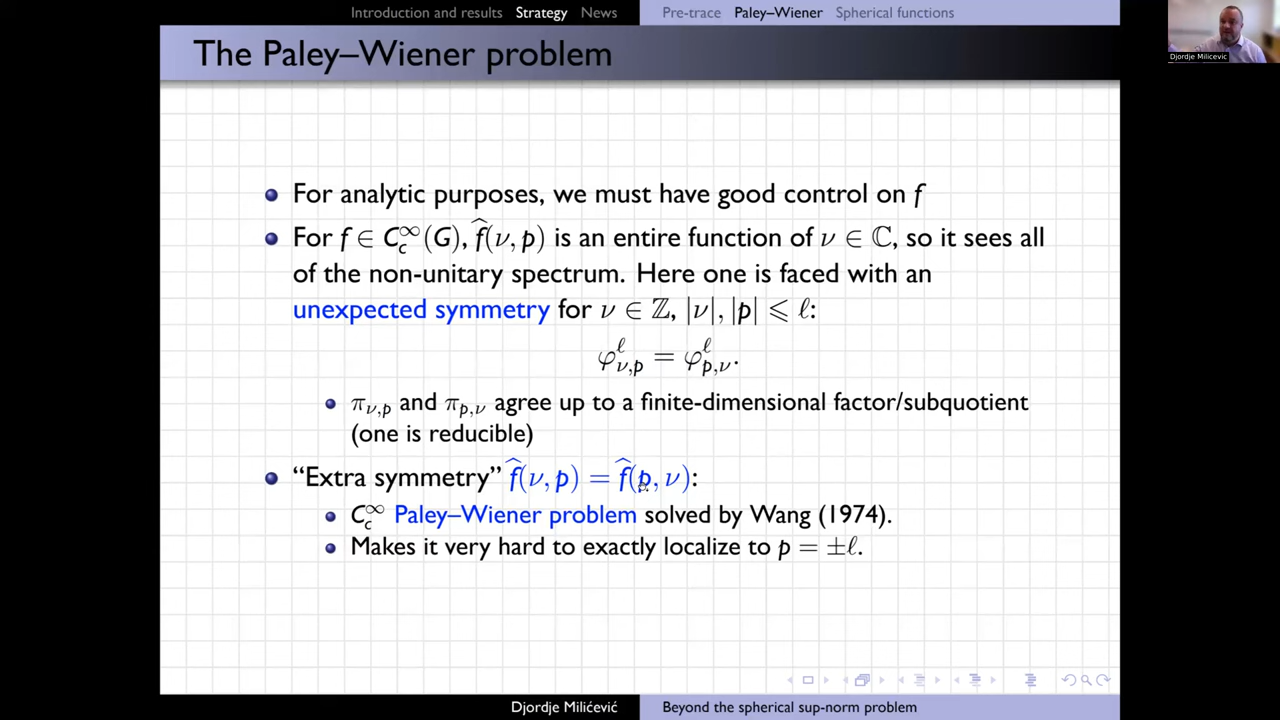 Introduction and results Strategy News Pre-trace Paley–Wiener Spherical functions
The Paley–Wiener problem
Djordje Milicevic
For analytic purposes, we must have good control on f
For f ∈ C_c^∞(G), f̂(ν, p) is an entire function of ν ∈ ℂ, so it sees all
of the non-unitary spectrum. Here one is faced with an
unexpected symmetry for ν ∈ ℤ, |ν|, |p| ⩽ ℓ:
φ^ℓ_{ν,p} = φ^ℓ_{p,ν}.
π_{ν,p} and π_{p,ν} agree up to a finite-dimensional factor/subquotient
(one is reducible)
“Extra symmetry” f̂(ν, p) = f̂(p, ν):
C_c^∞ Paley–Wiener problem solved by Wang (1974).
Makes it very hard to exactly localize to p = ±ℓ.
Djordje Milićević Beyond the spherical sup-norm problem